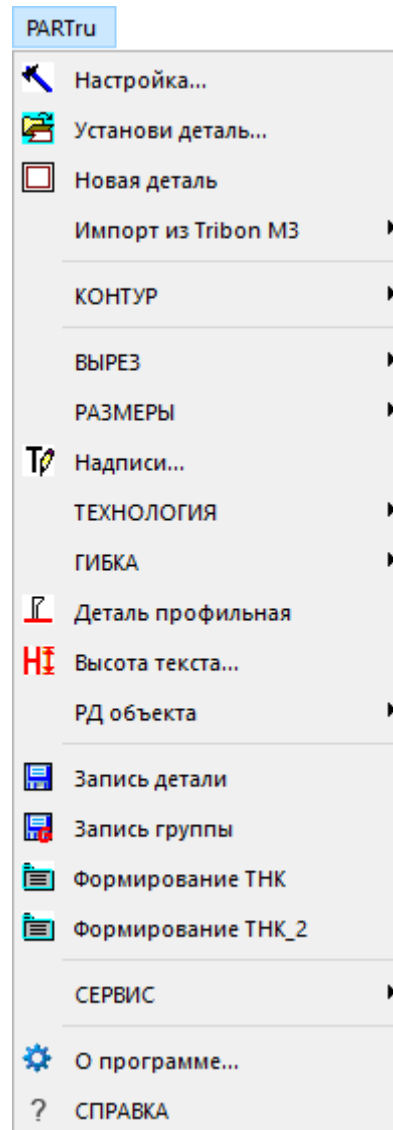 PARTru
Настройка...
Установи деталь...
Новая деталь
Импорт из Tribon M3
КОНТУР
ВЫРЕЗ
РАЗМЕРЫ
Надписи...
ТЕХНОЛОГИЯ
ГИБКА
Деталь профильная
Высота текста...
РД объекта
Запись детали
Запись группы
Формирование ТНК
Формирование ТНК_2
СЕРВИС
О программе...
СПРАВКА